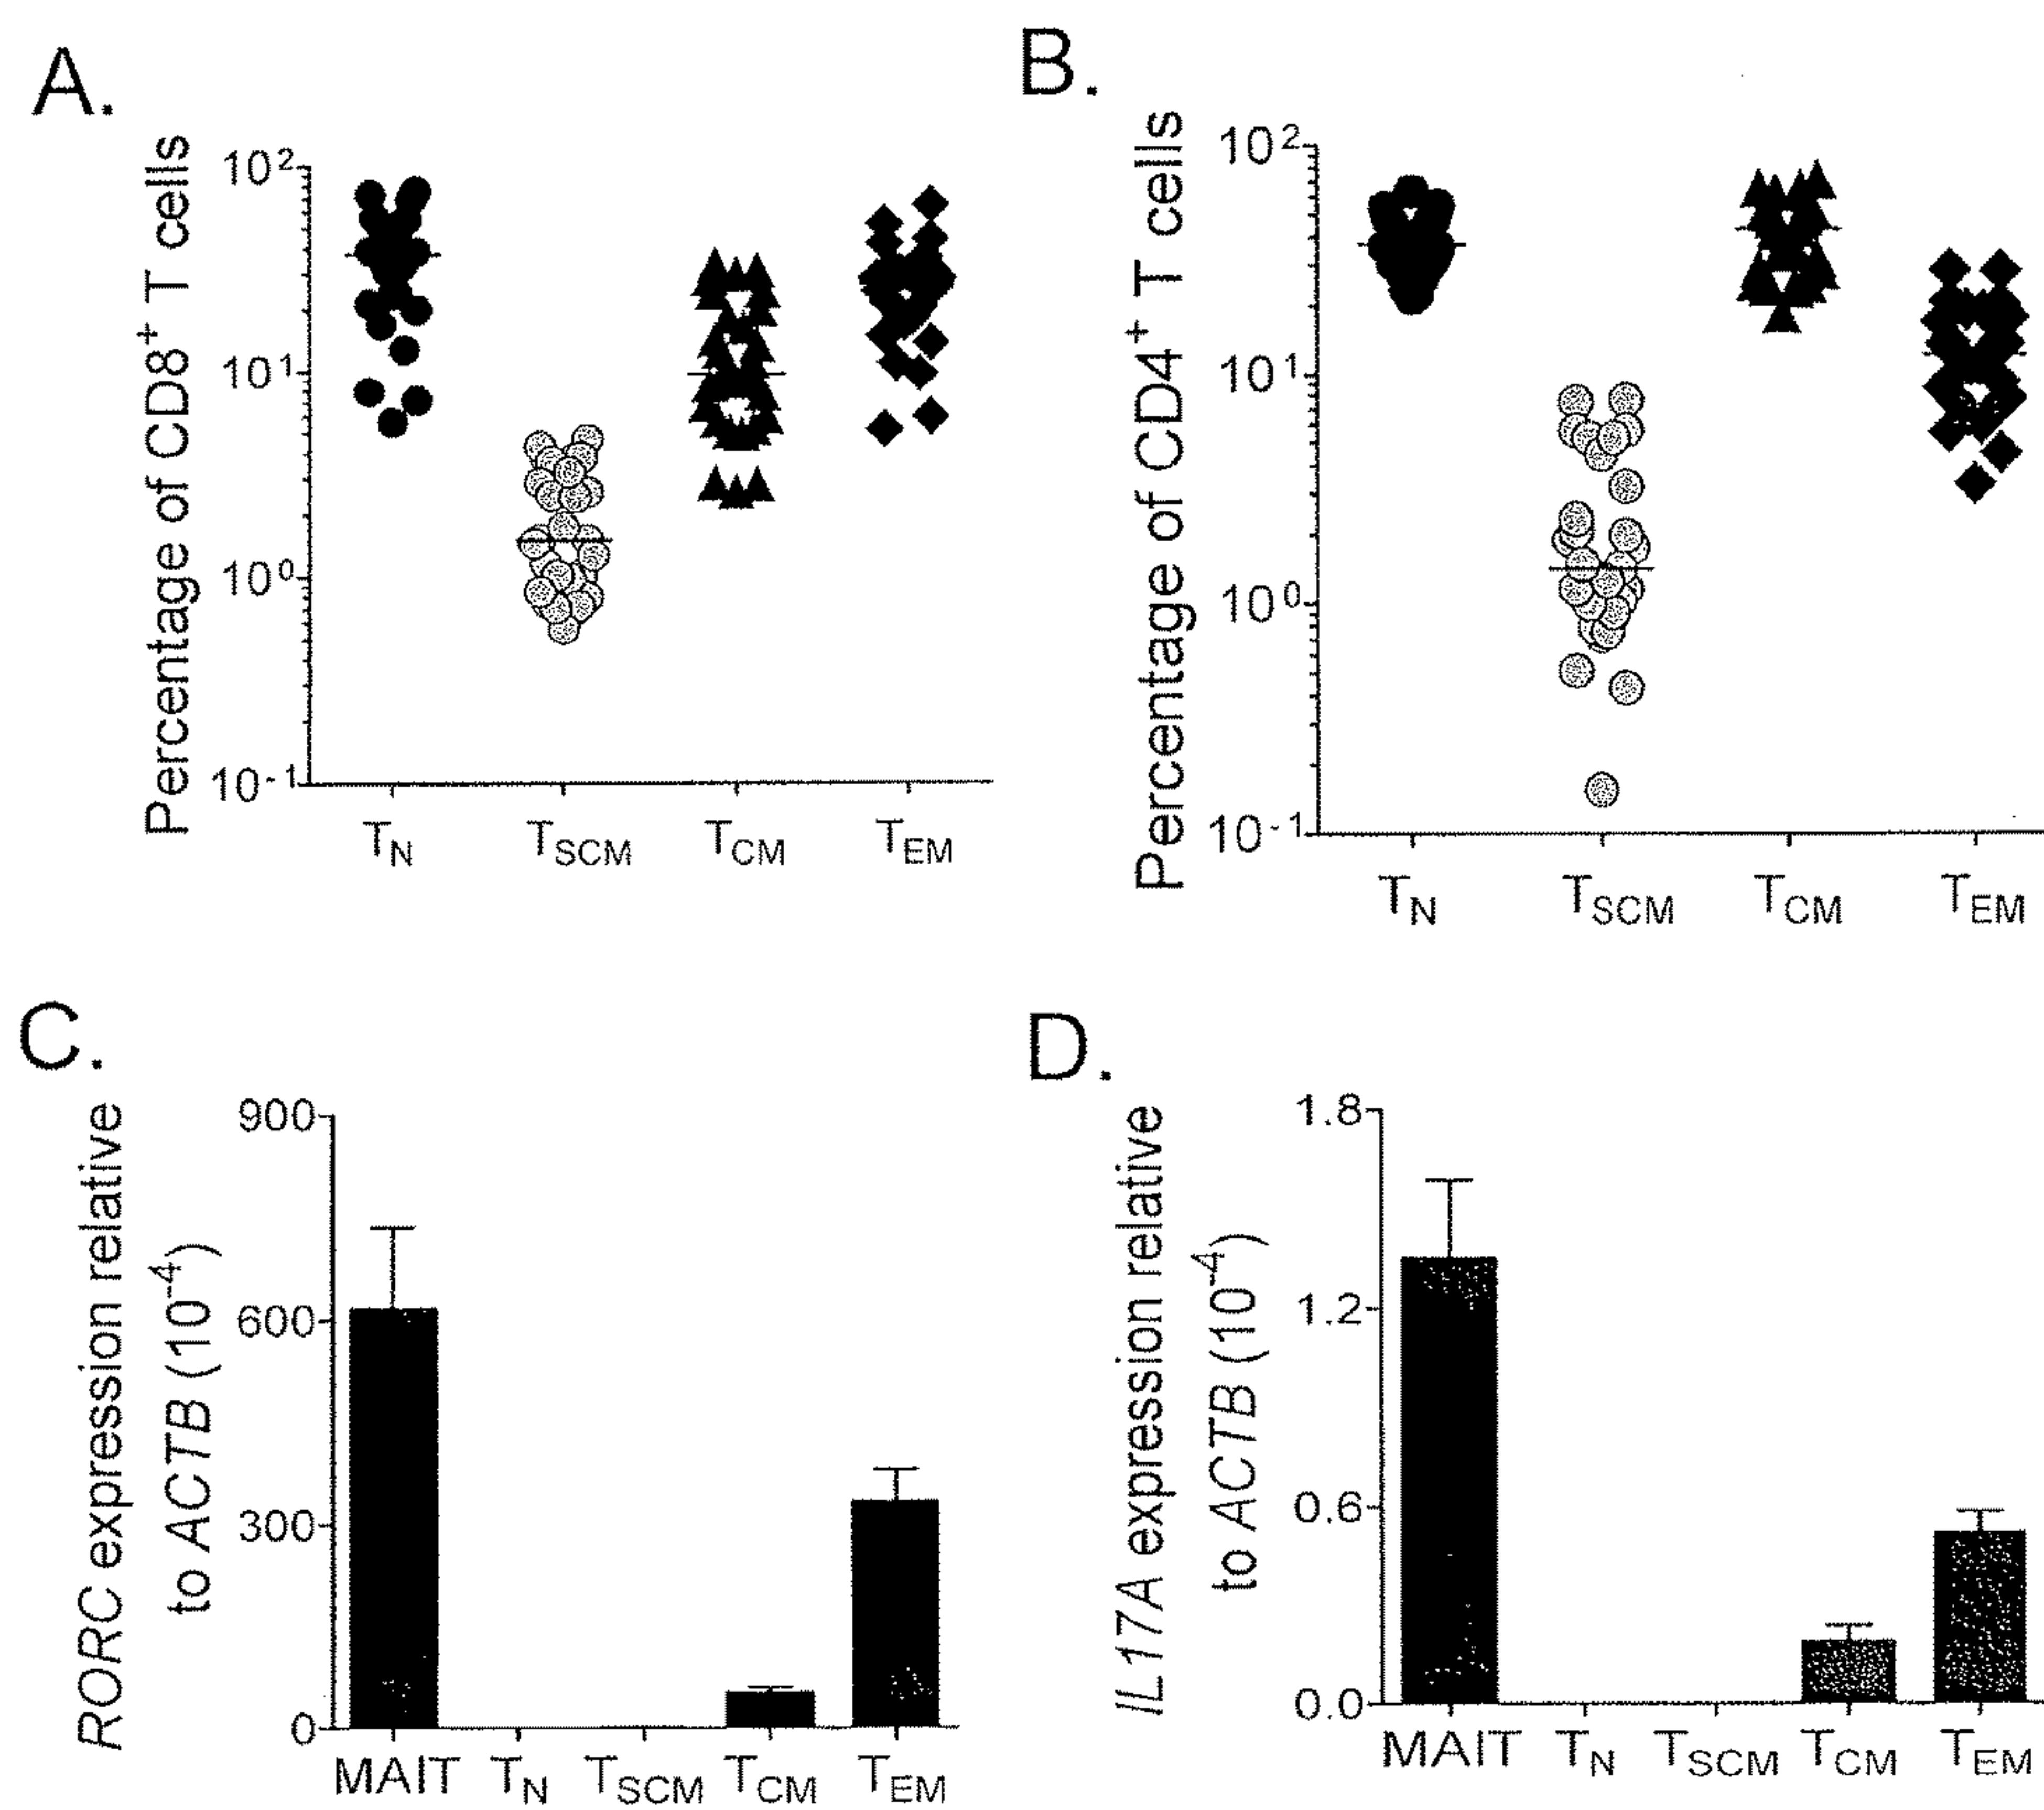 A.
Percentage of CD8⁺ T cells
10²
10¹
10⁰
10⁻¹
T_N T_SCM T_CM T_EM
B.
Percentage of CD4⁺ T cells
10²
10¹
10⁰
10⁻¹
T_N T_SCM T_CM T_EM
C.
RORC expression relative
to ACTB (10⁻⁴)
900
600
300
0
MAIT T_N T_SCM T_CM T_EM
D.
IL17A expression relative
to ACTB (10⁻⁴)
1.8
1.2
0.6
0.0
MAIT T_N T_SCM T_CM T_EM